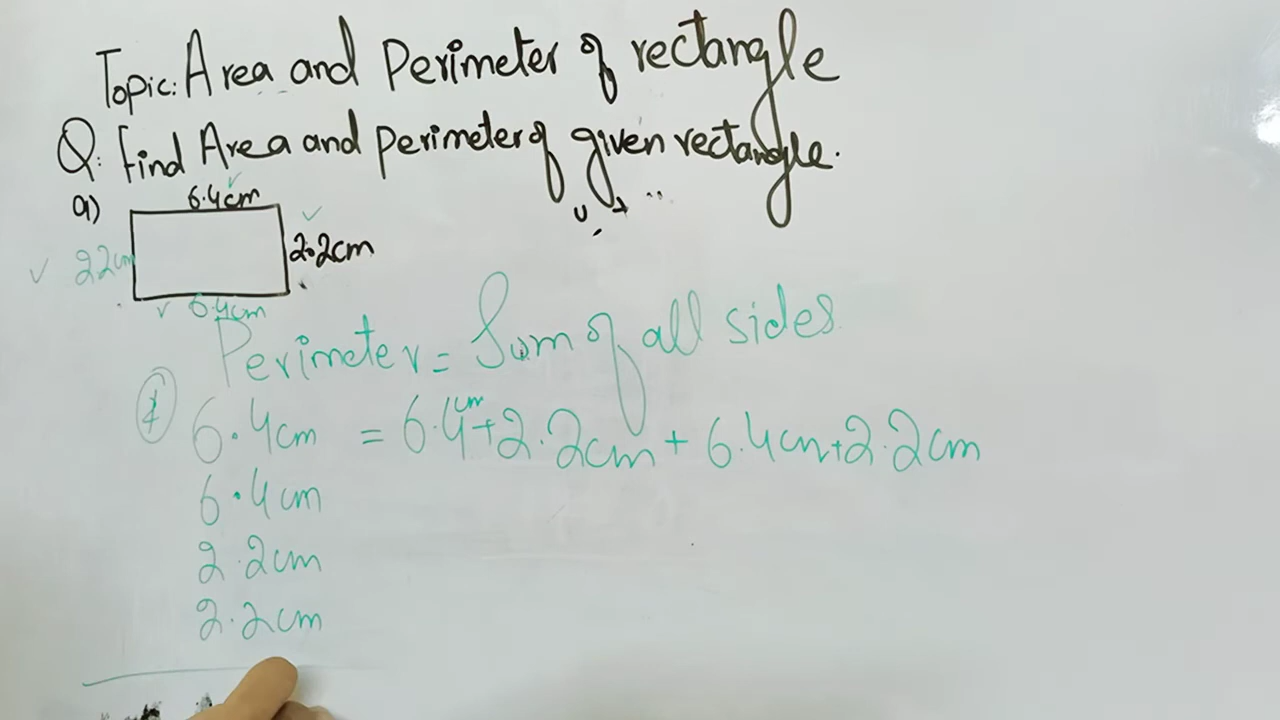 Topic: Area and Perimeter of rectangle
Q: Find Area and perimeter of given rectangle.
a)
6.4cm
2.2cm
2.2cm
6.4cm
Perimeter = Sum of all sides
6.4cm = 6.4cm+2.2cm+6.4cm+2.2cm
6.4cm
2.2cm
2.2cm